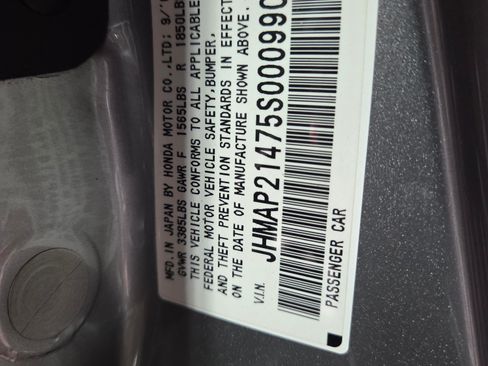 MFD.IN JAPAN BY HONDA MOTOR CO.,LTD; 9/
GVWR 3385LBS GAWR F 1565LBS R 1850LBS
THIS VEHICLE CONFORMS TO ALL APPLICABLE
FEDERAL MOTOR VEHICLE SAFETY,BUMPER,
AND THEFT PREVENTION STANDARDS IN EFFECT
ON THE DATE OF MANUFACTURE SHOWN ABOVE.
V.I.N. JHMAP21475S000990
PASSENGER CAR